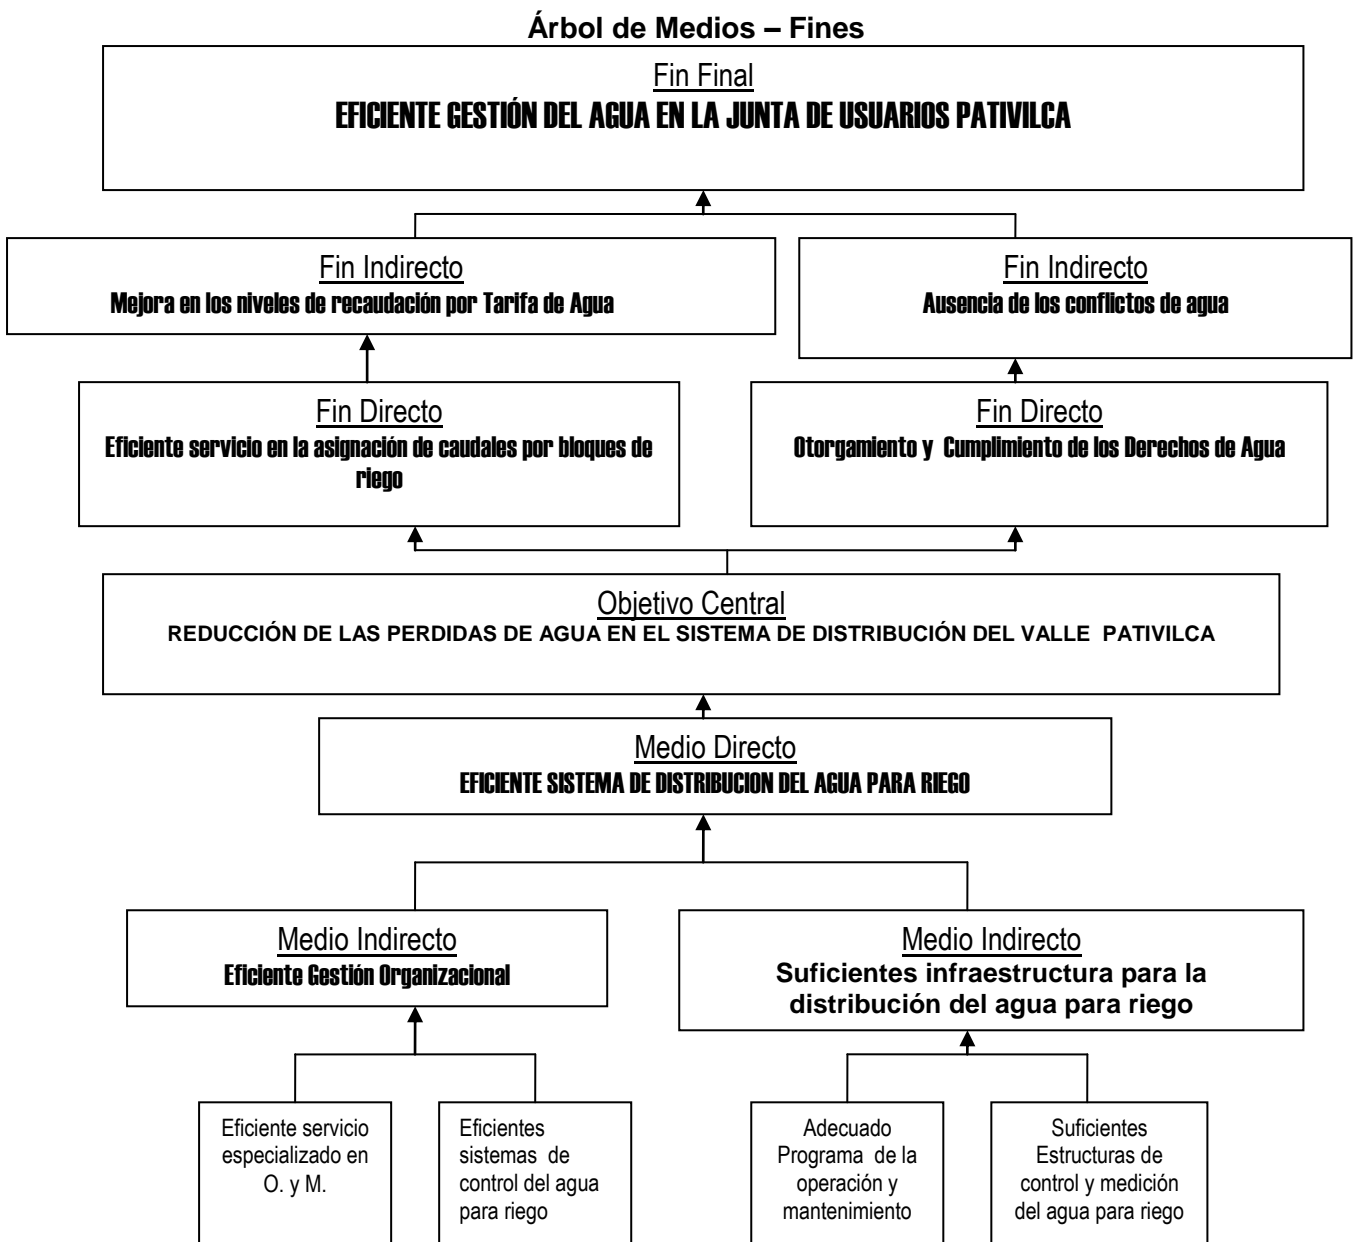 Árbol de Medios – Fines
Fin Final
EFICIENTE GESTIÓN DEL AGUA EN LA JUNTA DE USUARIOS PATIVILCA
Fin Indirecto
Mejora en los niveles de recaudación por Tarifa de Agua
Fin Indirecto
Ausencia de los conflictos de agua
Fin Directo
Eficiente servicio en la asignación de caudales por bloques de
riego
Fin Directo
Otorgamiento y Cumplimiento de los Derechos de Agua
Objetivo Central
REDUCCIÓN DE LAS PERDIDAS DE AGUA EN EL SISTEMA DE DISTRIBUCIÓN DEL VALLE PATIVILCA
Medio Directo
EFICIENTE SISTEMA DE DISTRIBUCION DEL AGUA PARA RIEGO
Medio Indirecto
Eficiente Gestión Organizacional
Medio Indirecto
Suficientes infraestructura para la
distribución del agua para riego
Eficiente servicio
especializado en
O. y M.
Eficientes
sistemas de
control del agua
para riego
Adecuado
Programa de la
operación y
mantenimiento
Suficientes
Estructuras de
control y medición
del agua para riego